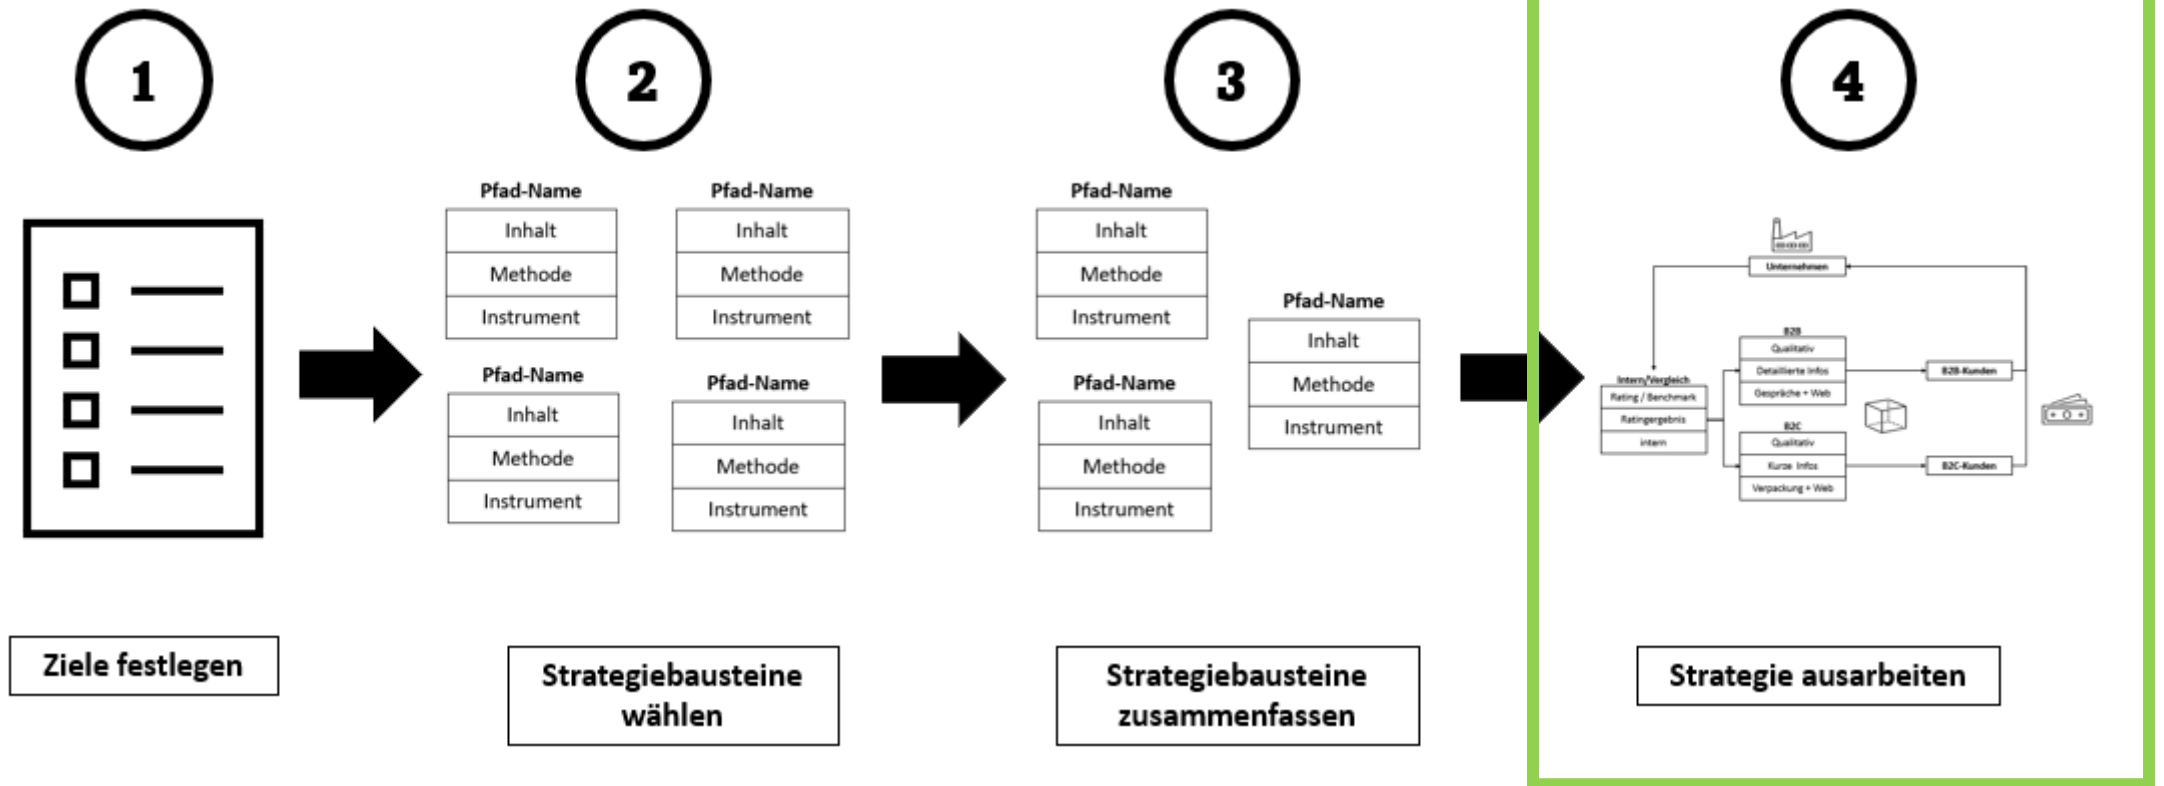 1
2
3
4
Pfad-Name
Inhalt
Methode
Instrument
Pfad-Name
Inhalt
Methode
Instrument
Pfad-Name
Inhalt
Methode
Instrument
Pfad-Name
Inhalt
Methode
Instrument
Pfad-Name
Inhalt
Methode
Instrument
Pfad-Name
Inhalt
Methode
Instrument
Pfad-Name
Inhalt
Methode
Instrument
Unternehmen
Intern/Vergleich
Rating / Benchmark
Ratingergebnis
intern
B2B
Qualitativ
Detaillierte Infos
Gespräche + Web
B2C
Qualitativ
Kurze Infos
Verpackung + Web
B2B-Kunden
B2C-Kunden
Ziele festlegen
Strategiebausteine
wählen
Strategiebausteine
zusammenfassen
Strategie ausarbeiten